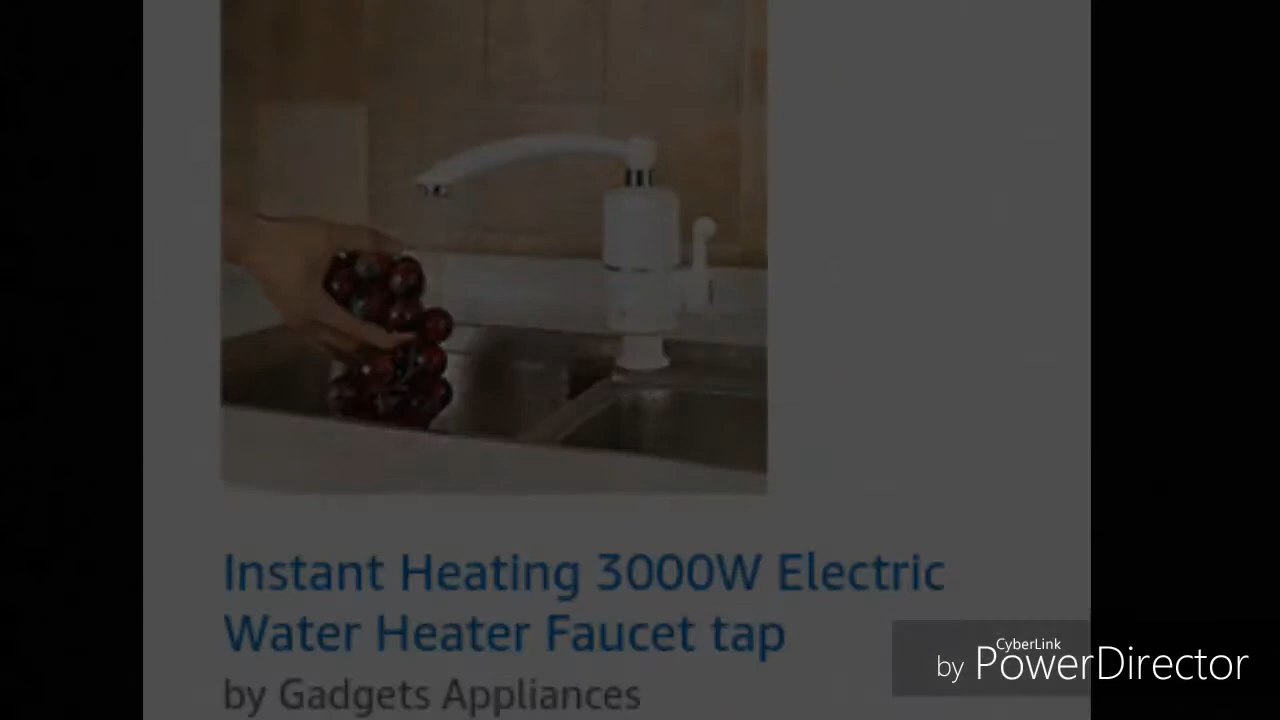 Instant Heating 3000W Electric
Water Heater Faucet tap
by Gadgets Appliances
CyberLink
by PowerDirector